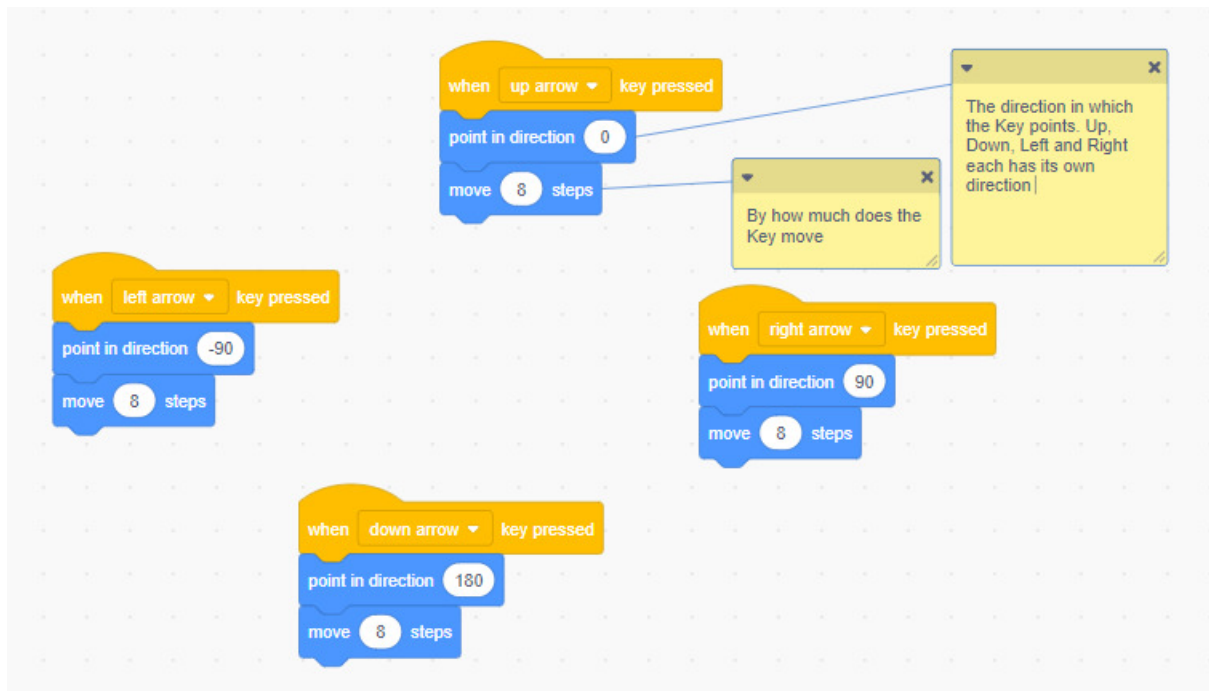 when up arrow key pressed
point in direction 0
move 8 steps
The direction in which
the Key points. Up,
Down, Left and Right
each has its own
direction
By how much does the
Key move
when left arrow key pressed
point in direction -90
move 8 steps
when right arrow key pressed
point in direction 90
move 8 steps
when down arrow key pressed
point in direction 180
move 8 steps